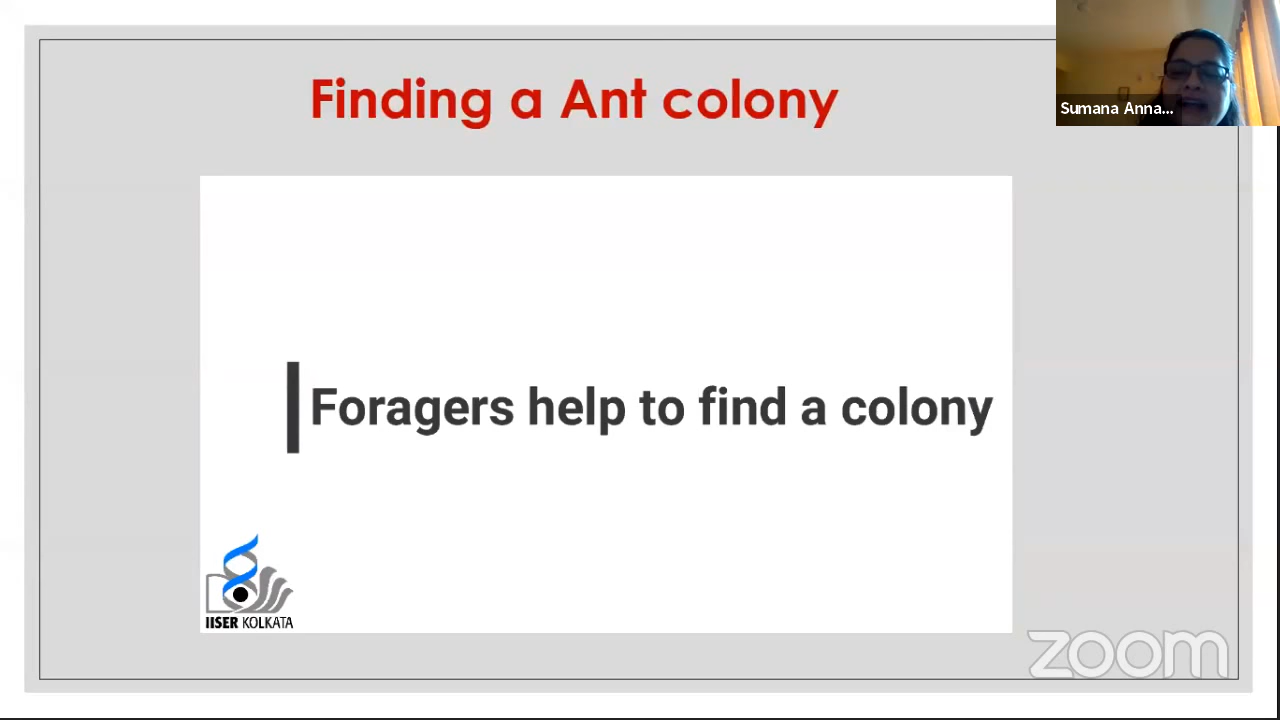 Finding a Ant colony
Sumana Anna...
Foragers help to find a colony
IISER KOLKATA
zoom